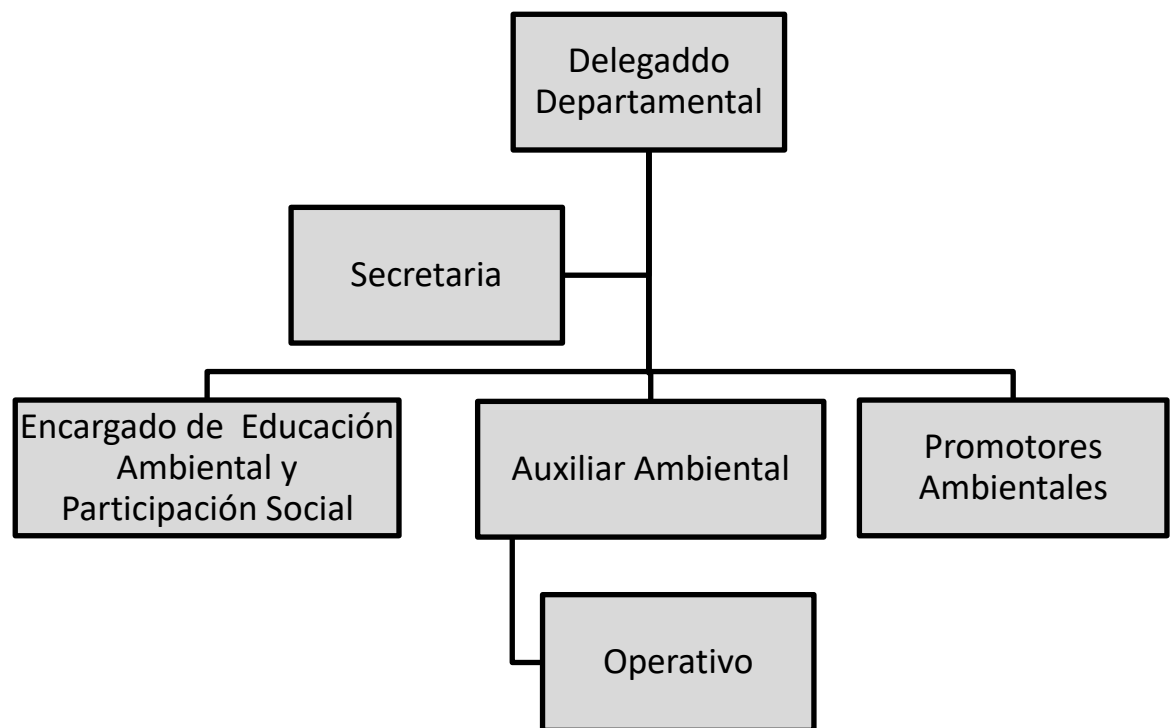 Delegaddo
Departamental
Secretaria
Encargado de  Educación
Ambiental y
Participación Social
Auxiliar Ambiental
Promotores
Ambientales
Operativo